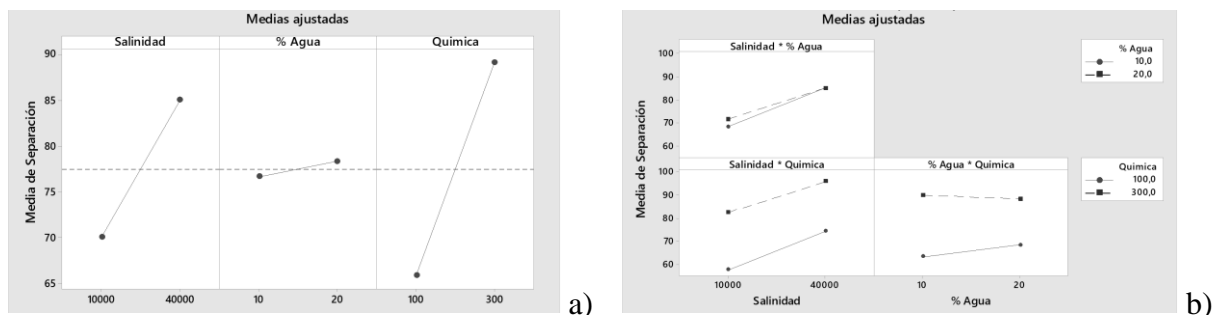 Medias ajustadas
Salinidad % Agua Quimica
Media de Separación
90
85
80
75
70
65
10000 40000 10 20 100 300
a)
Medias ajustadas
Salinidad * % Agua
100
90
80
70
60
% Agua
10,0
20,0
Media de Separación
Salinidad * Quimica % Agua * Quimica
100
90
80
70
60
Quimica
100,0
300,0
10000 40000 10 20
Salinidad % Agua
b)